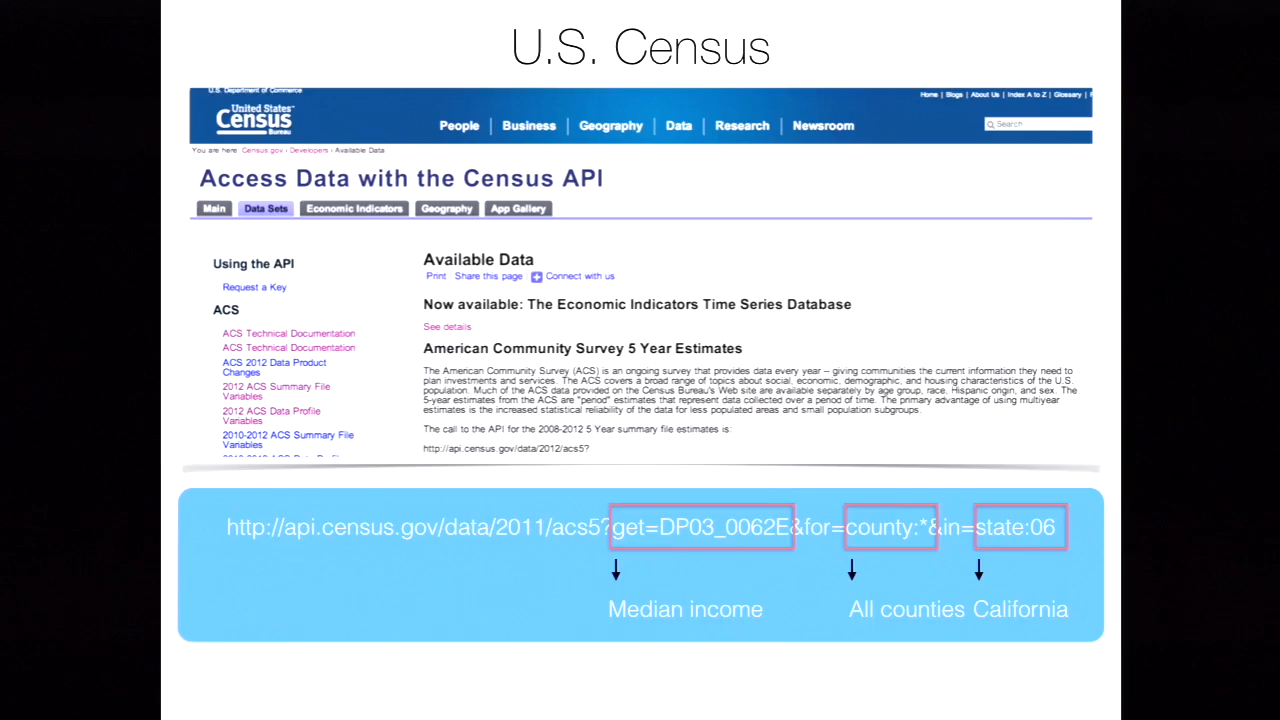 U.S. Census
U.S. Department of Commerce
Home | Blogs | About Us | Index A to Z | Glossary |
United States™
Census
Bureau
People | Business | Geography | Data | Research | Newsroom
Search
You are here: Census.gov › Developers › Available Data
Access Data with the Census API
Main Data Sets Economic Indicators Geography App Gallery
Using the API
Request a Key
ACS
ACS Technical Documentation
ACS Technical Documentation
ACS 2012 Data Product
Changes
2012 ACS Summary File
Variables
2012 ACS Data Profile
Variables
2010-2012 ACS Summary File
Variables
Available Data
Print Share this page Connect with us
Now available: The Economic Indicators Time Series Database
See details
American Community Survey 5 Year Estimates
The American Community Survey (ACS) is an ongoing survey that provides data every year – giving communities the current information they need to
plan investments and services. The ACS covers a broad range of topics about social, economic, demographic, and housing characteristics of the U.S.
population. Much of the ACS data provided on the Census Bureau's Web site are available separately by age group, race, Hispanic origin, and sex. The
5-year estimates from the ACS are "period" estimates that represent data collected over a period of time. The primary advantage of using multiyear
estimates is the increased statistical reliability of the data for less populated areas and small population subgroups.
The call to the API for the 2008-2012 5 Year summary file estimates is:
http://api.census.gov/data/2012/acs5?
http://api.census.gov/data/2011/acs5?get=DP03_0062E&for=county:*&in=state:06
Median income All counties California